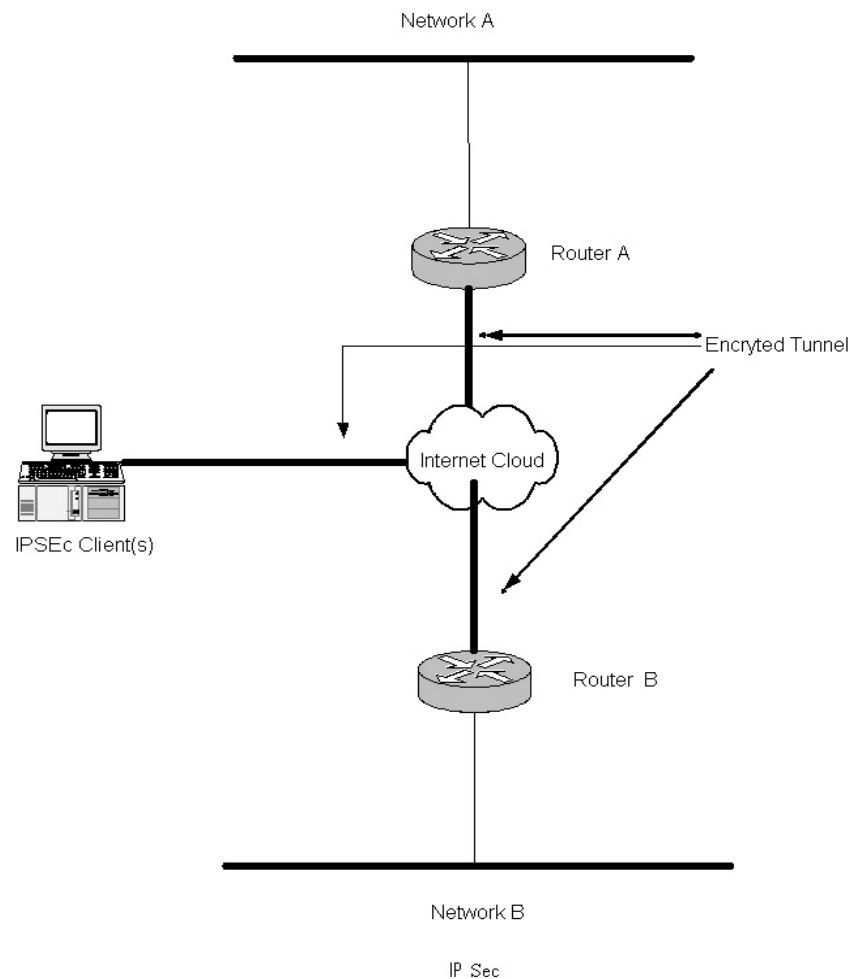 Network A
Router A
Encryted Tunnel
Internet Cloud
IPSEc Client(s)
Router B
Network B
IP Sec